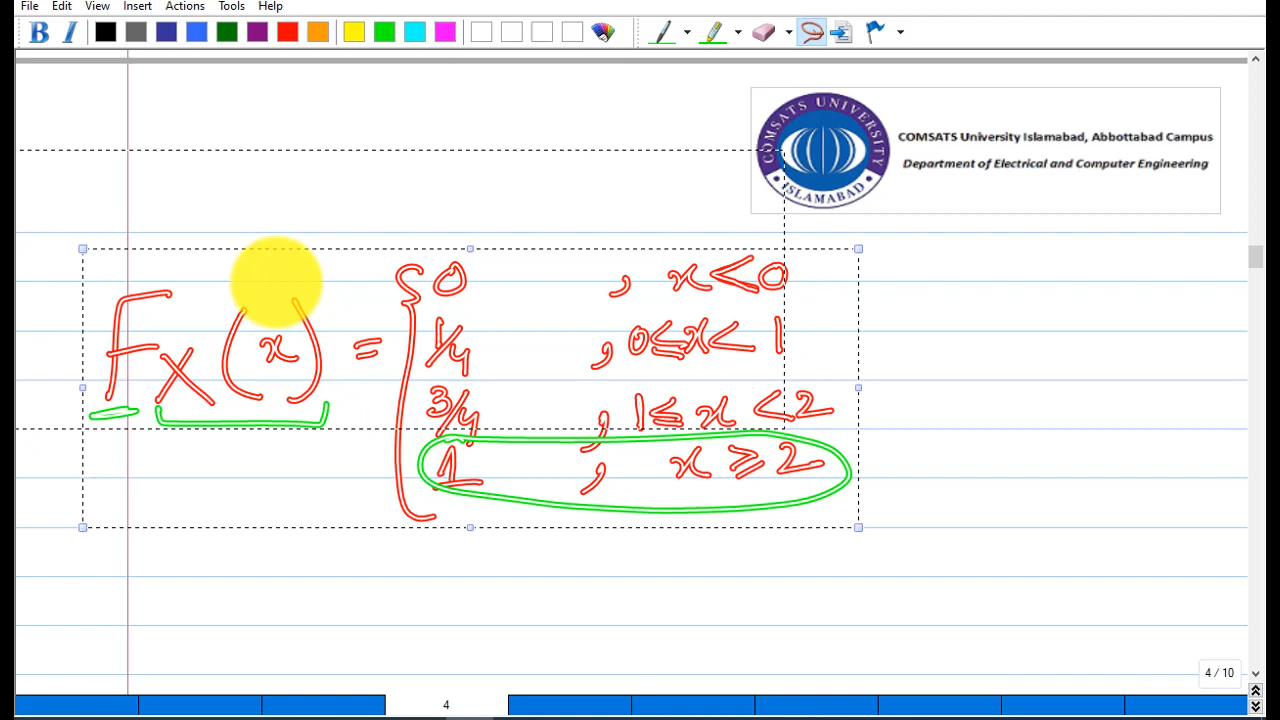 File Edit View Insert Actions Tools Help
B I
COMSATS UNIVERSITY
ISLAMABAD
COMSATS University Islamabad, Abbottabad Campus
Department of Electrical and Computer Engineering
F_X(x) = { 0 , x<0
1/4 , 0≤x<1
3/4 , 1≤x<2
1 , x≥2
4 / 10
4